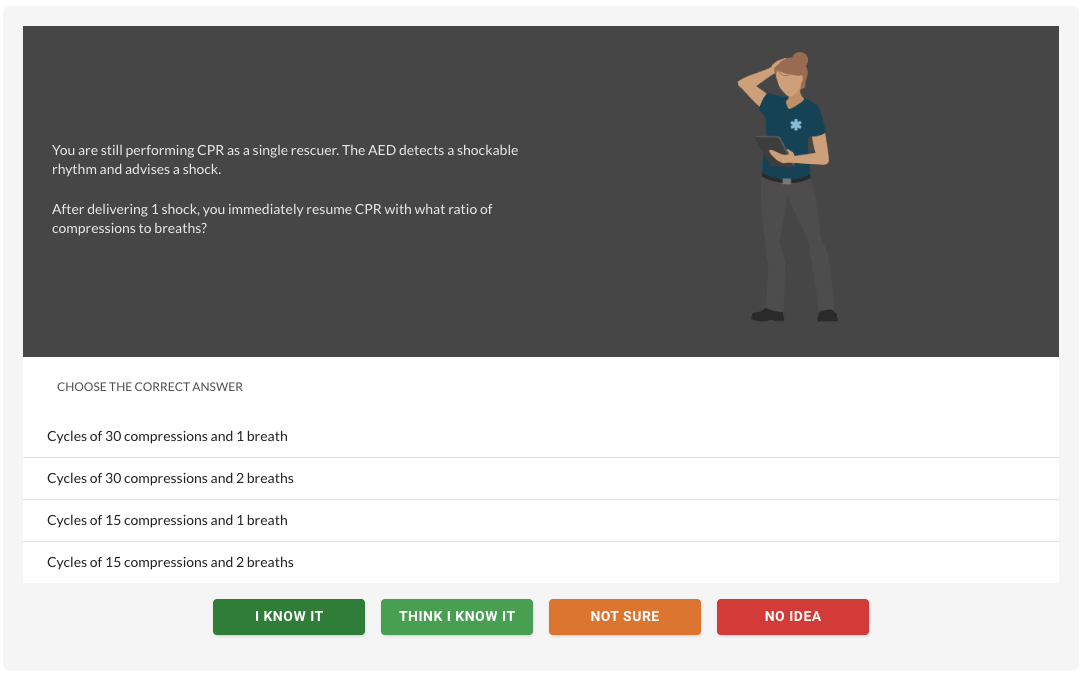 You are still performing CPR as a single rescuer. The AED detects a shockable
rhythm and advises a shock.
After delivering 1 shock, you immediately resume CPR with what ratio of
compressions to breaths?
CHOOSE THE CORRECT ANSWER
Cycles of 30 compressions and 1 breath
Cycles of 30 compressions and 2 breaths
Cycles of 15 compressions and 1 breath
Cycles of 15 compressions and 2 breaths
I KNOW IT
THINK I KNOW IT
NOT SURE
NO IDEA